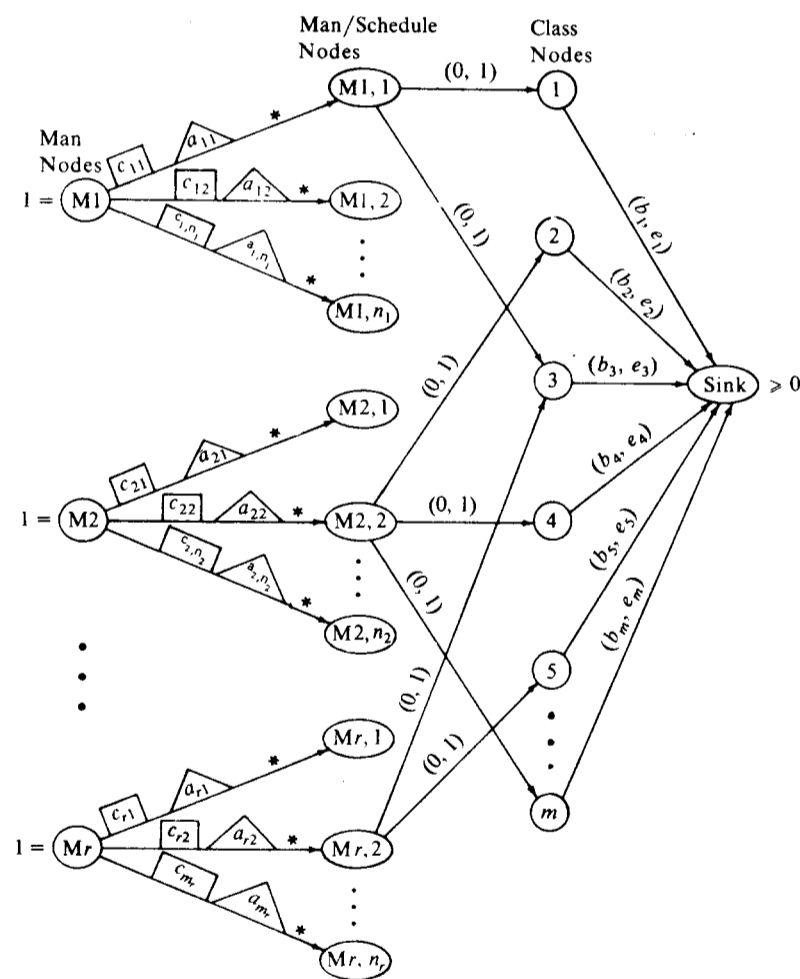 Man/Schedule
Nodes
Class
Nodes
Man
Nodes
M1, 1
(0, 1)
1
c₁₁
a₁₁
*
1 = M1
c₁₂
a₁₂
*
M1, 2
c₁,ₙ₁
a₁,ₙ₁
*
M1, n₁
(0, 1)
(b₁, e₁)
2
(b₂, e₂)
(0, 1)
3
(b₃, e₃)
Sink ⩾ 0
M2, 1
c₂₁
a₂₁
*
1 = M2
c₂₂
a₂₂
*
M2, 2
(0, 1)
4
(b₄, e₄)
c₂,ₙ₂
a₂,ₙ₂
*
M2, n₂
(0, 1)
(b₅, e₅)
(bₘ, eₘ)
5
(0, 1)
(0, 1)
m
Mr, 1
cᵣ₁
aᵣ₁
*
1 = Mr
cᵣ₂
aᵣ₂
*
Mr, 2
cₘᵣ
aₘᵣ
*
Mr, nᵣ